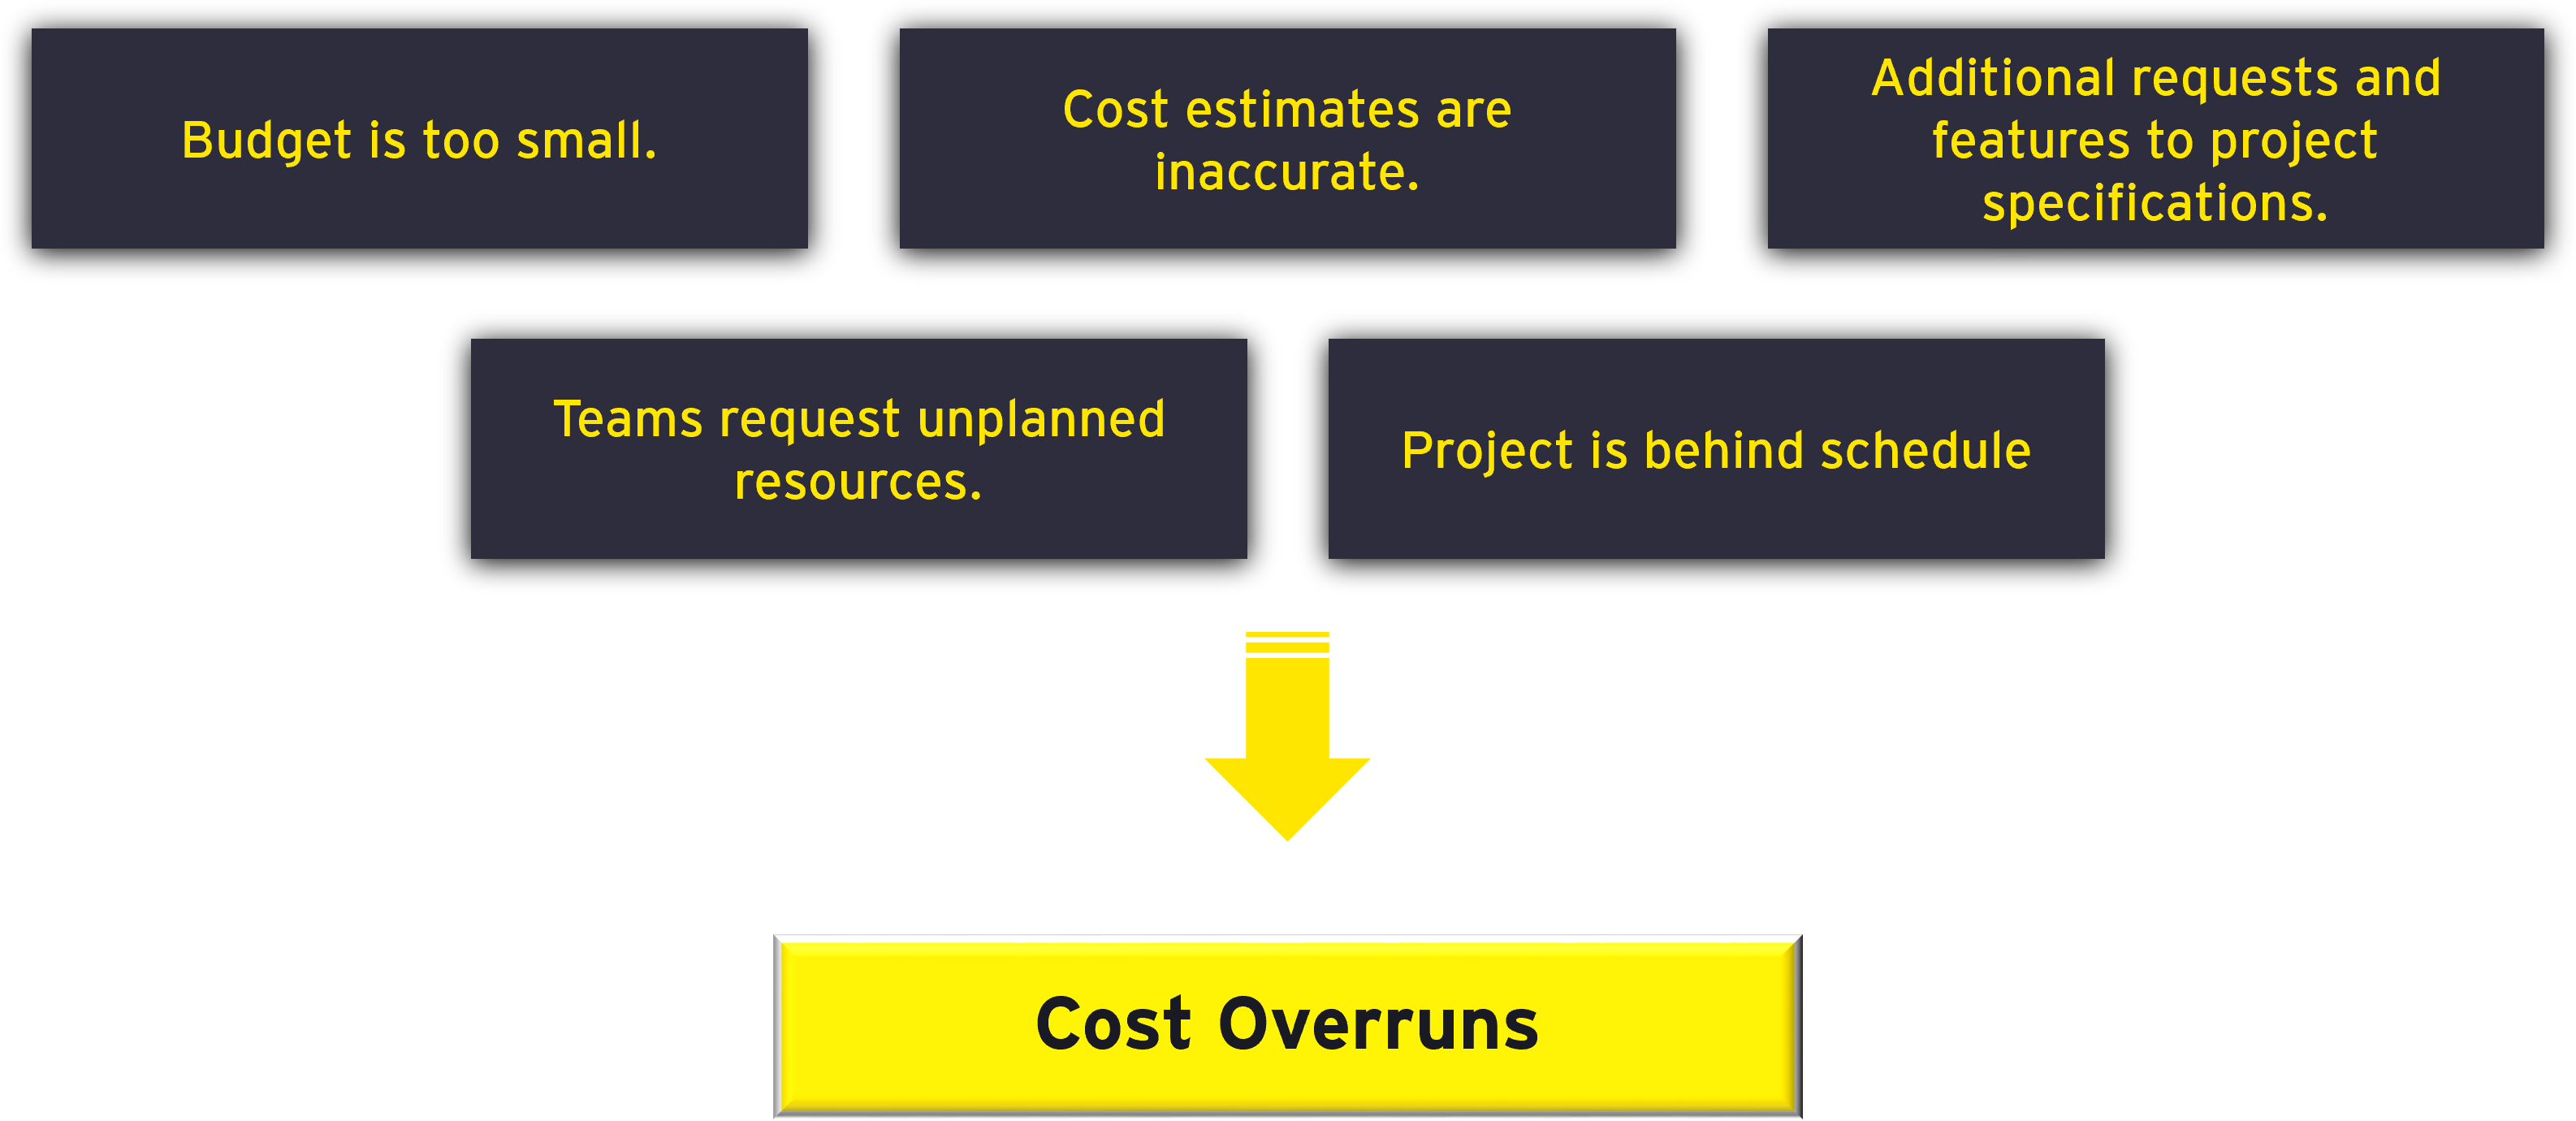 Budget is too small.
Cost estimates are
inaccurate.
Additional requests and
features to project
specifications.
Teams request unplanned
resources.
Project is behind schedule
Cost Overruns